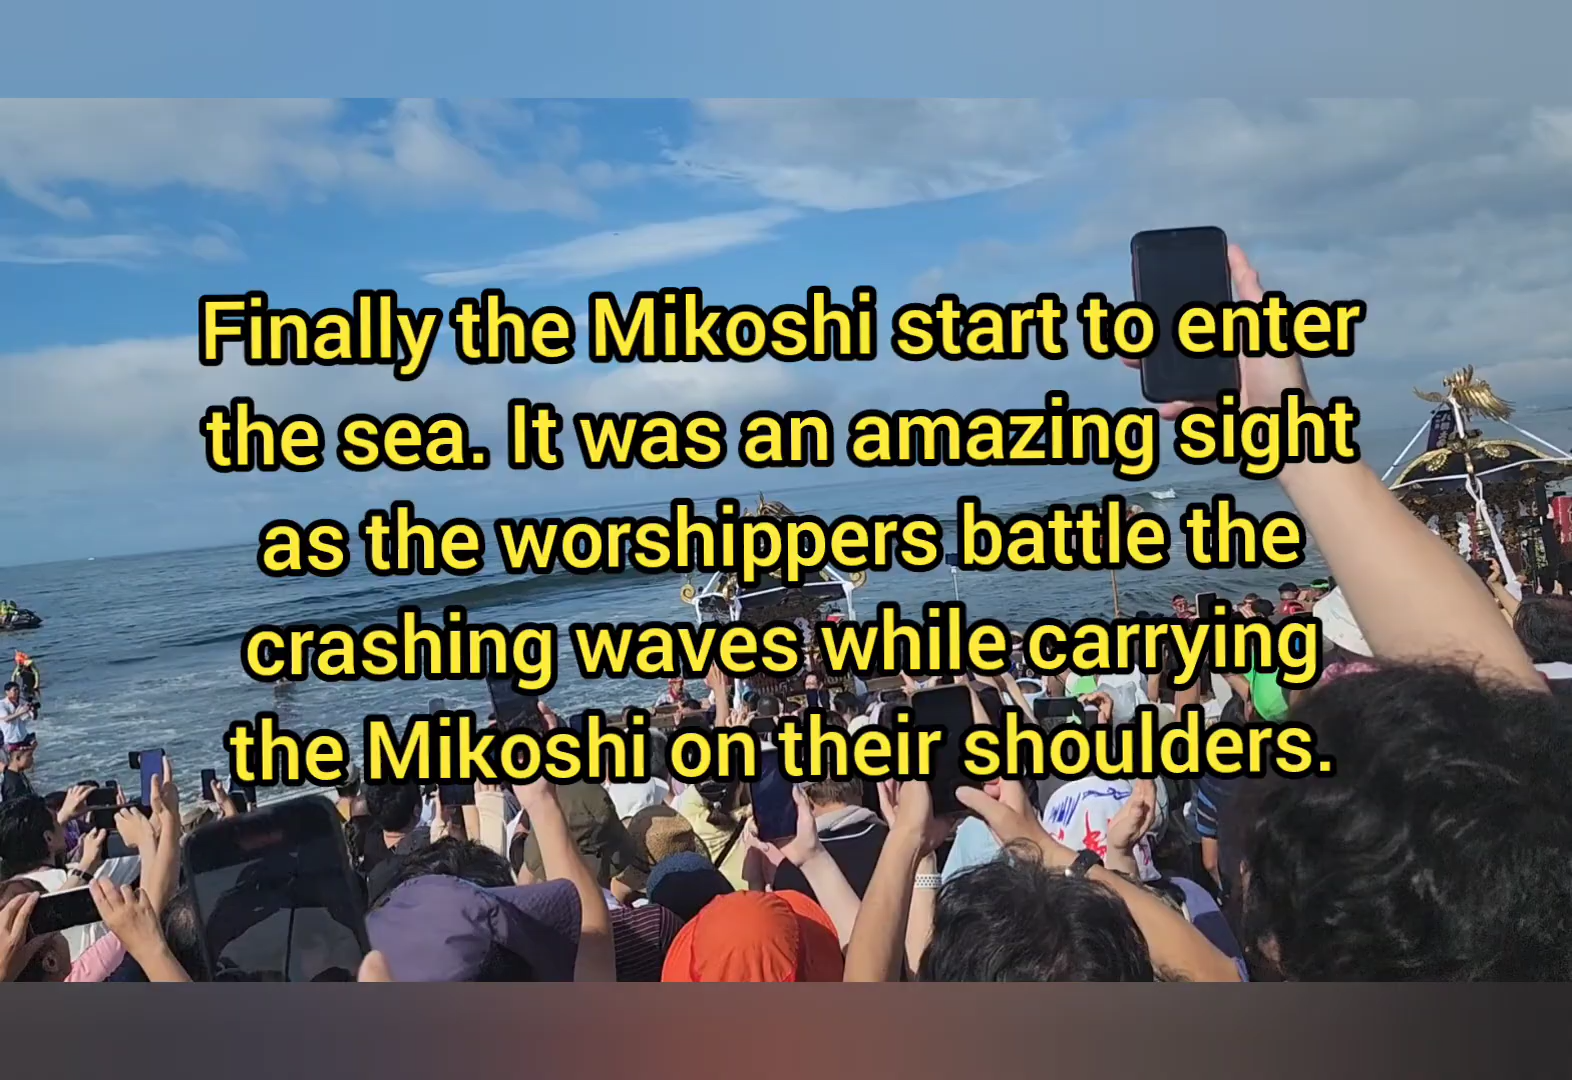 Finally the Mikoshi start to enter
the sea. It was an amazing sight
as the worshippers battle the
crashing waves while carrying
the Mikoshi on their shoulders.